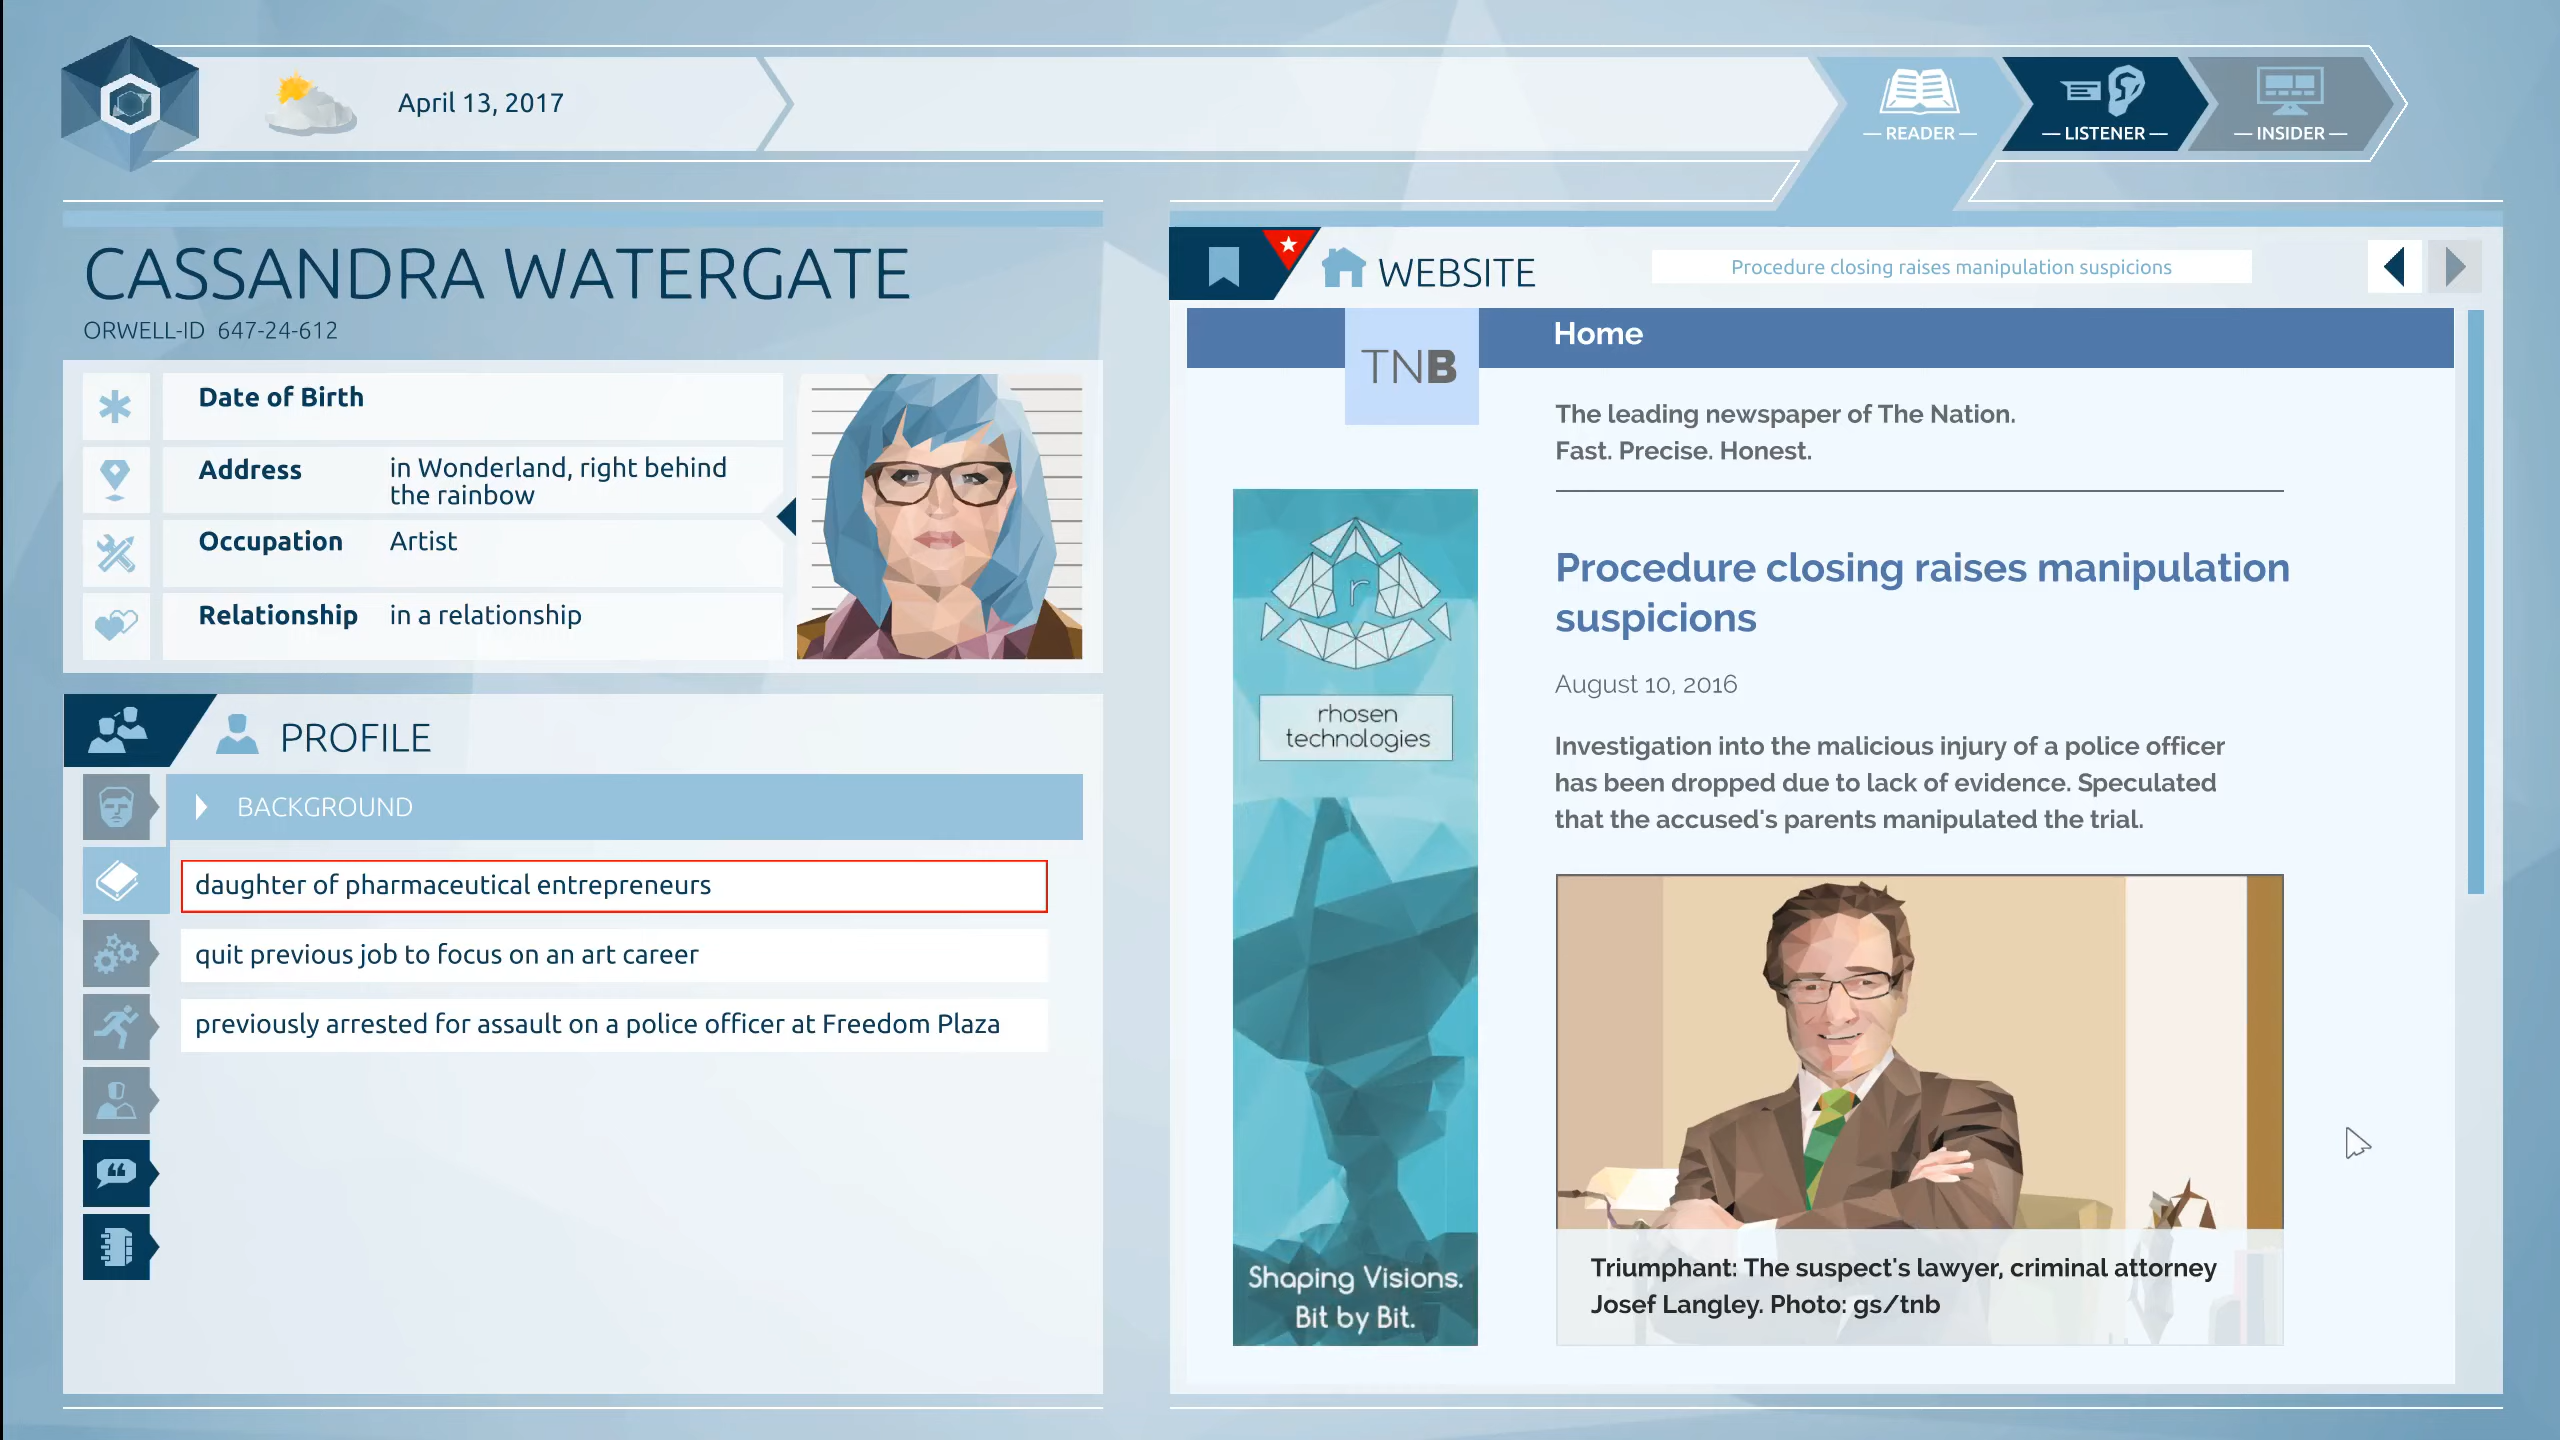 April 13, 2017
READER
LISTENER
INSIDER
CASSANDRA WATERGATE
ORWELL-ID 647-24-612
Date of Birth
Address in Wonderland, right behind
the rainbow
Occupation Artist
Relationship in a relationship
PROFILE
BACKGROUND
daughter of pharmaceutical entrepreneurs
quit previous job to focus on an art career
previously arrested for assault on a police officer at Freedom Plaza
WEBSITE
Procedure closing raises manipulation suspicions
TNB
Home
The leading newspaper of The Nation.
Fast. Precise. Honest.
r
rhosen
technologies
Shaping Visions.
Bit by Bit.
Procedure closing raises manipulation
suspicions
August 10, 2016
Investigation into the malicious injury of a police officer
has been dropped due to lack of evidence. Speculated
that the accused's parents manipulated the trial.
Triumphant: The suspect's lawyer, criminal attorney
Josef Langley. Photo: gs/tnb